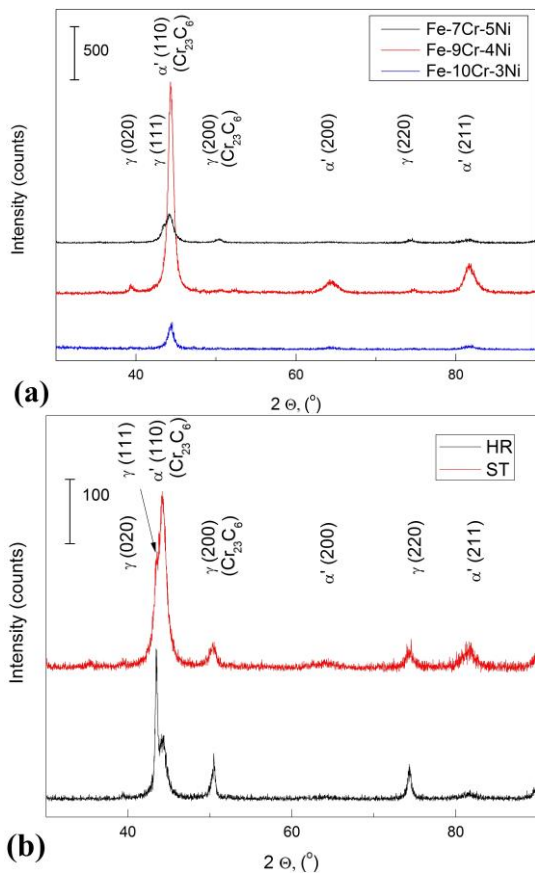 500
α' (110)
(Cr23C6)
Fe-7Cr-5Ni
Fe-9Cr-4Ni
Fe-10Cr-3Ni
γ (020)
γ (111)
γ (200)
(Cr23C6)
α' (200)
γ (220)
α' (211)
Intensity (counts)
40
60
80
2 Θ, (°)
(a)
γ (111)
α' (110)
(Cr23C6)
HR
ST
100
γ (020)
γ (200)
(Cr23C6)
α' (200)
γ (220)
α' (211)
Intensity (counts)
40
60
80
2 Θ, (°)
(b)